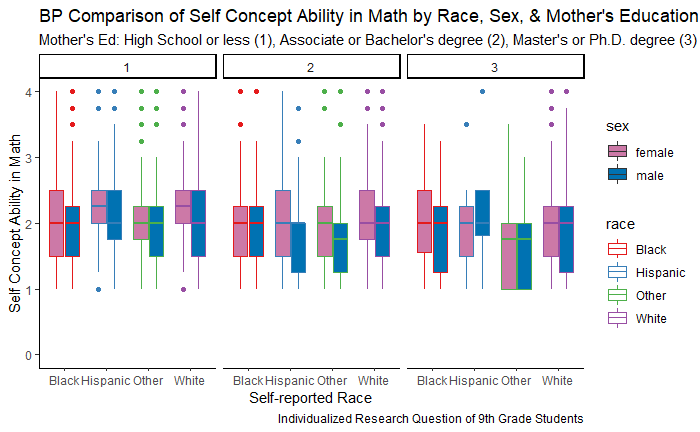 BP Comparison of Self Concept Ability in Math by Race, Sex, & Mother's Education
Mother's Ed: High School or less (1), Associate or Bachelor's degree (2), Master's or Ph.D. degree (3)
1 2 3
Self Concept Ability in Math
4
3
2
1
0
Black Hispanic Other White Black Hispanic Other White Black Hispanic Other White
Self-reported Race
Individualized Research Question of 9th Grade Students
sex
female
male
race
Black
Hispanic
Other
White